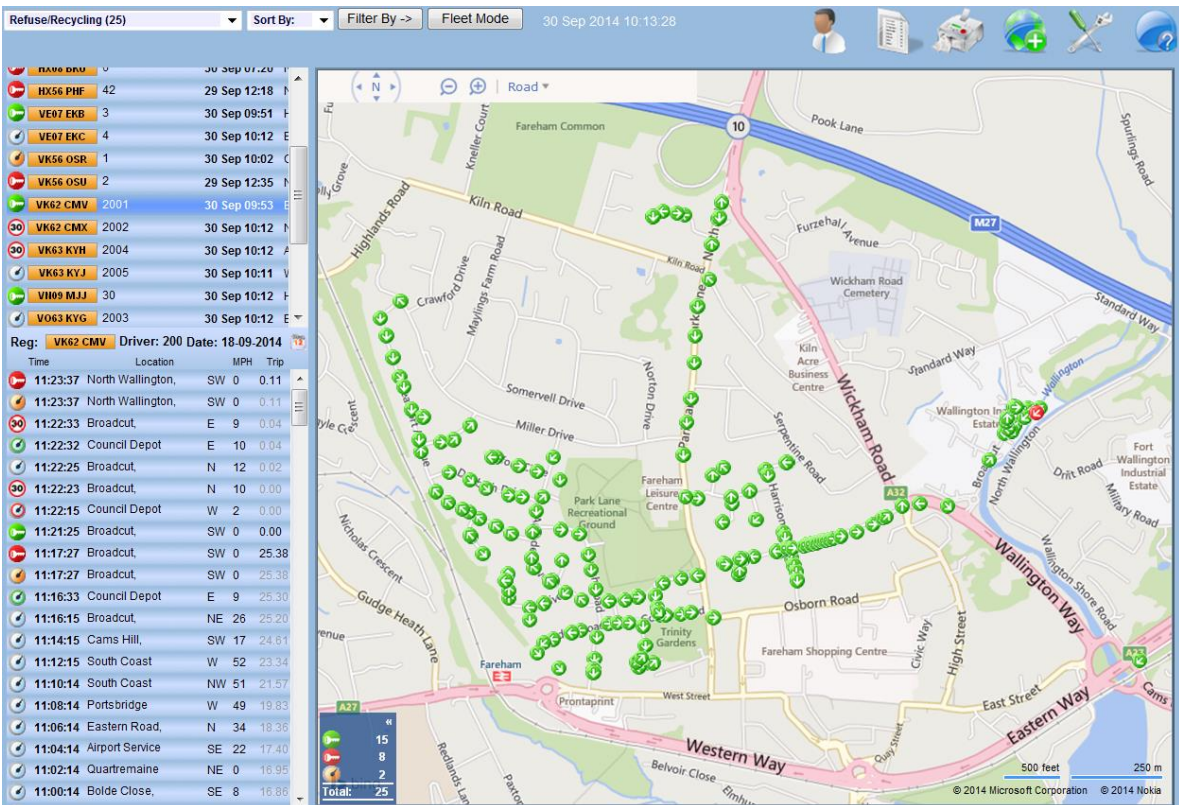 Refuse/Recycling (25) Sort By: Filter By -> Fleet Mode 30 Sep 2014 10:13:28
HX56 PHF 42 29 Sep 12:18
VE07 EKB 3 30 Sep 09:51
VE07 EKC 4 30 Sep 10:12
VK56 OSR 1 30 Sep 10:02
VK56 OSU 2 29 Sep 12:35
VK62 CMV 2001 30 Sep 09:53
30 VK62 CMX 2002 30 Sep 10:12
30 VK63 KYH 2004 30 Sep 10:12
VK63 KYJ 2005 30 Sep 10:11
30 30 Sep 10:12
VO63 KYG 2003 30 Sep 10:12
Reg: VK62 CMV Driver: 200 Date: 18-09-2014
Time Location MPH Trip
11:23:37 North Wallington, SW 0 0.11
11:23:37 North Wallington, SW 0 0.11
30 11:22:33 Broadcut, E 9 0.04
11:22:32 Council Depot E 10 0.04
11:22:25 Broadcut, N 12 0.02
30 11:22:23 Broadcut, N 10 0.00
11:22:15 Council Depot W 2 0.00
11:21:25 Broadcut, SW 0 0.00
11:17:27 Broadcut, SW 0 25.38
11:17:27 Broadcut, SW 0 25.38
11:16:33 Council Depot E 9 25.30
11:16:15 Broadcut, NE 26 25.20
11:14:15 Cams Hill, SW 17 24.61
11:12:15 South Coast W 52 23.34
11:10:14 South Coast NW 51 21.57
11:08:14 Portsbridge W 49 19.83
11:06:14 Eastern Road, N 34 18.36
11:04:14 Airport Service SE 22 17.40
11:02:14 Quartremaine NE 0 16.95
11:00:14 Bolde Close, SE 8 16.86
N Road
Fareham Common
Kneller Court
10
Pook Lane
Spurlings Road
Highlands Road
Kiln Road
M27
Furzehall Avenue
Kiln Road
Crawford Drive
Maylings Farm Road
Wickham Road
Cemetery
Standard Way
Kiln
Acre
Business
Centre
Standard Way
Wallington
Norton Drive
Wickham Road
Somervell Drive
Miller Drive
Serpentine Road
North Wallington
Fort
Wallington
Industrial
Estate
Drift Road
Military Road
Fareham
Leisure
Centre
Park Lane
Recreational
Ground
A32
Nicholas Crescent
Wallington Way
Wallington Shore Road
Gudge Heath Lane
Osborn Road
Trinity
Gardens
Fareham Shopping Centre
Civic Way
High Street
Fareham
A27
Prontaprint
West Street
East Street
Eastern Way
Cams
Quay Street
Western Way
Belvoir Close
Redlands La
Paxto
«
15
8
2
Total: 25
500 feet 250 m
© 2014 Microsoft Corporation © 2014 Nokia